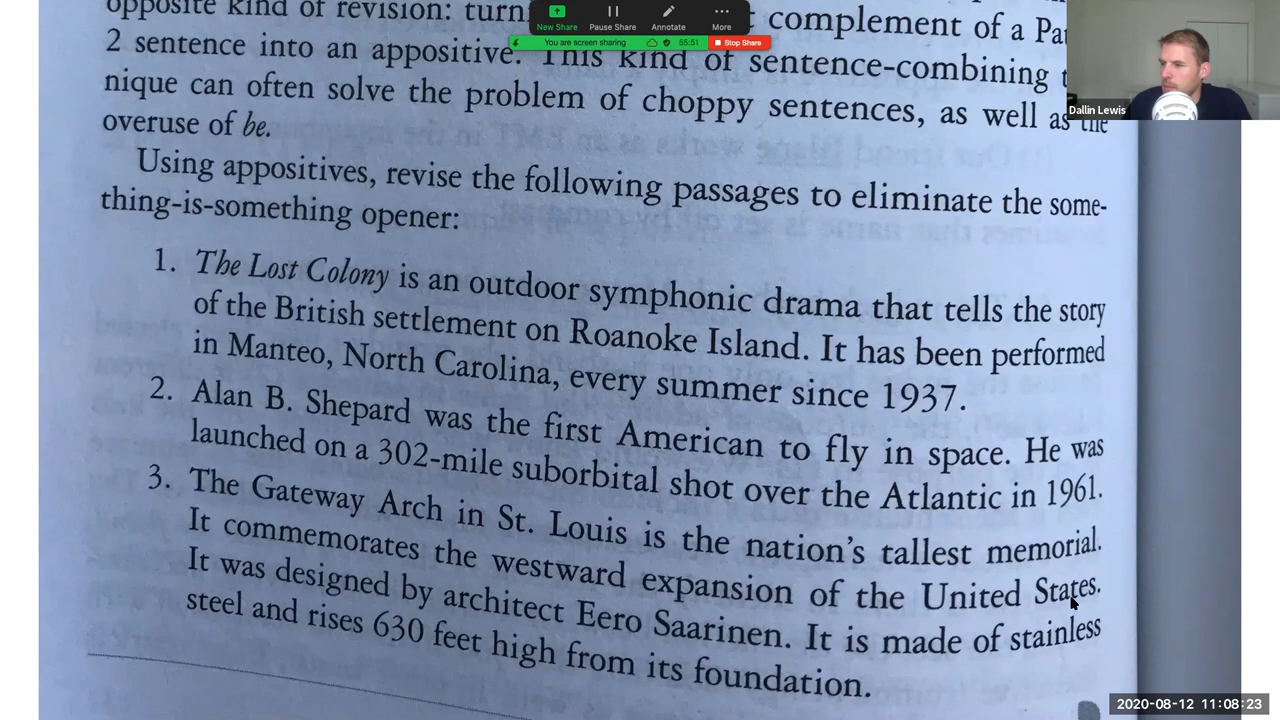 opposite kind of revision: turn complement of a Pa
2 sentence into an appositive. This kind of sentence-combining
nique can often solve the problem of choppy sentences, as well as the
overuse of be.
Using appositives, revise the following passages to eliminate the some-
thing-is-something opener:
1. The Lost Colony is an outdoor symphonic drama that tells the story
of the British settlement on Roanoke Island. It has been performed
in Manteo, North Carolina, every summer since 1937.
2. Alan B. Shepard was the first American to fly in space. He was
launched on a 302-mile suborbital shot over the Atlantic in 1961.
3. The Gateway Arch in St. Louis is the nation's tallest memorial.
It commemorates the westward expansion of the United States.
It was designed by architect Eero Saarinen. It is made of stainless
steel and rises 630 feet high from its foundation.
New Share Pause Share Annotate More
You are screen sharing 55:51 Stop Share
Dallin Lewis
2020-08-12 11:08:23